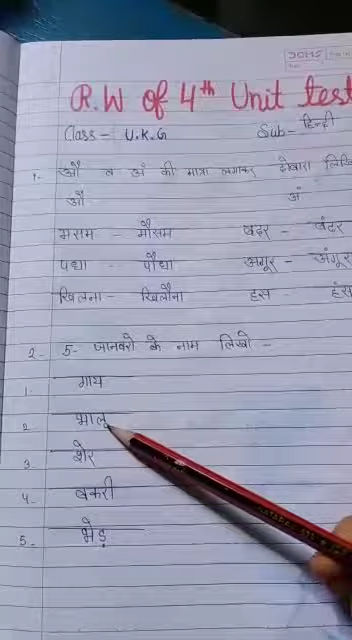 R.W of 4th Unit test
Class - U.K.G Sub - हिन्दी
1- औ व अं की मात्रा लगाकर दोबारा लिखि
औ अं
मसम - मौसम बदर - बंदर
पधा - पौधा अगूर - अंगूर
खिलना - खिलौना हस - हंस
2- 5- जानवरो के नाम लिखो -
1. गाय
2 भालू
3 शेर
4. बकरी
5. भेड़